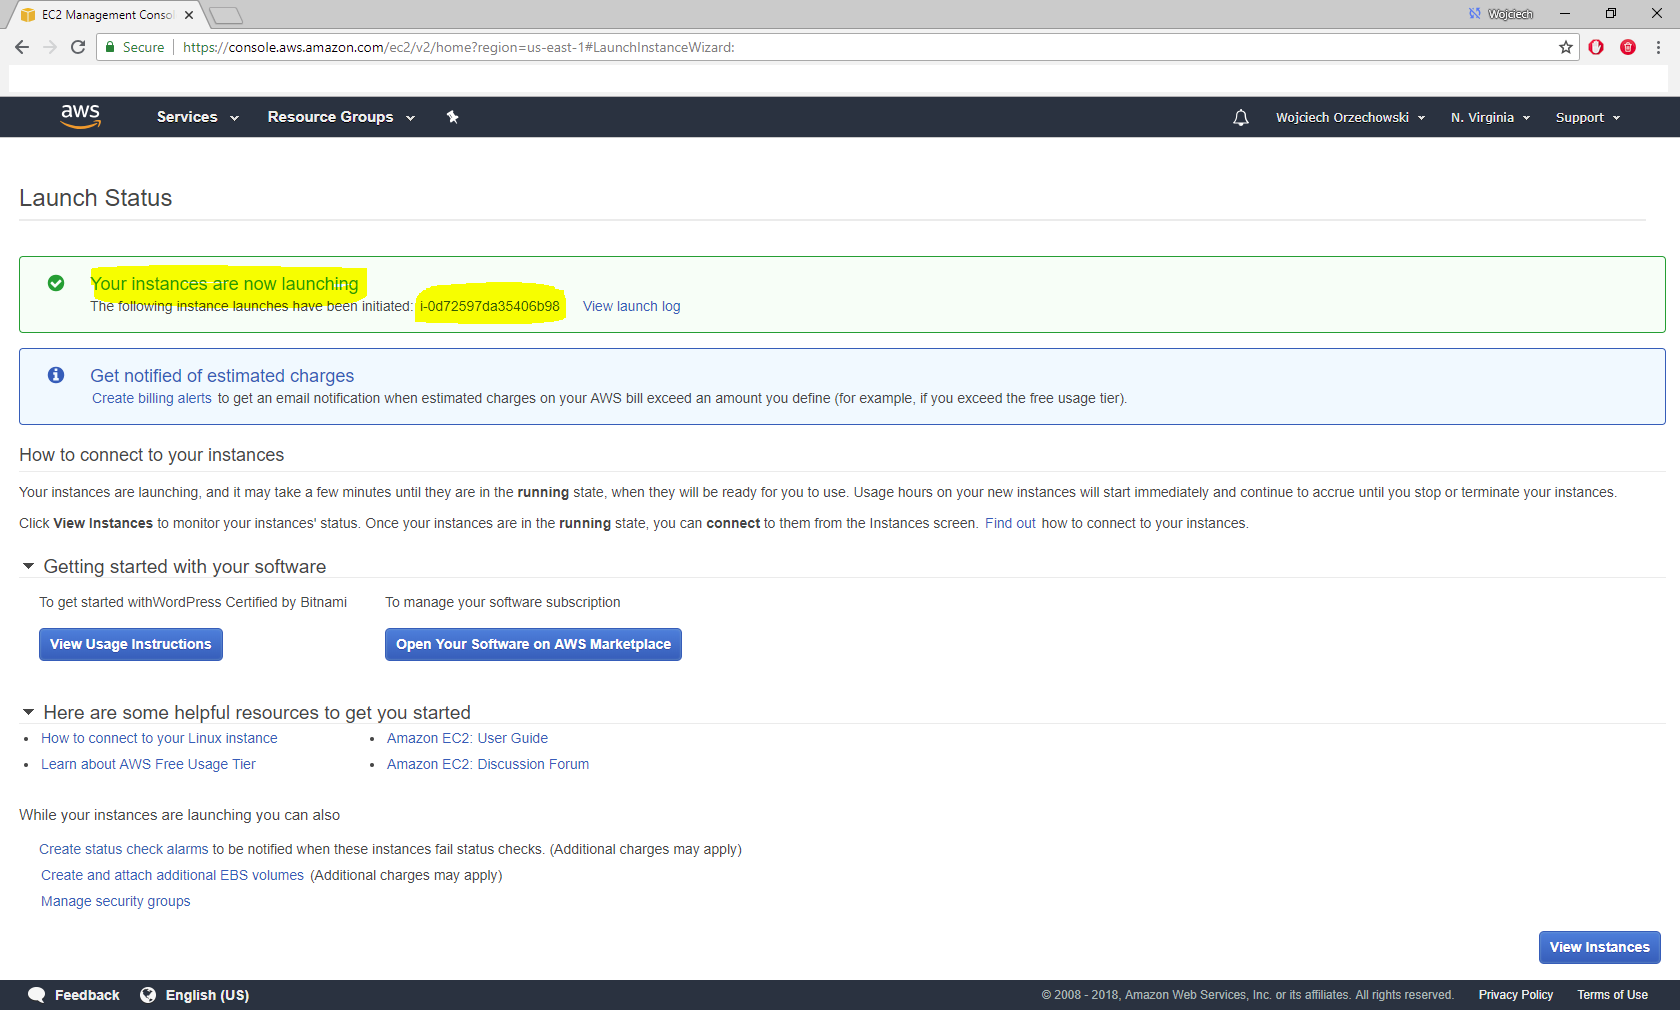 EC2 Management Consol
Wojciech
Secure
https://console.aws.amazon.com/ec2/v2/home?region=us-east-1#LaunchInstanceWizard:
aws
Services
Resource Groups
Wojciech Orzechowski
N. Virginia
Support
Launch Status
Your instances are now launching
The following instance launches have been initiated: i-0d72597da35406b98 View launch log
Get notified of estimated charges
Create billing alerts to get an email notification when estimated charges on your AWS bill exceed an amount you define (for example, if you exceed the free usage tier).
How to connect to your instances
Your instances are launching, and it may take a few minutes until they are in the running state, when they will be ready for you to use. Usage hours on your new instances will start immediately and continue to accrue until you stop or terminate your instances.
Click View Instances to monitor your instances' status. Once your instances are in the running state, you can connect to them from the Instances screen. Find out how to connect to your instances.
Getting started with your software
To get started withWordPress Certified by Bitnami
To manage your software subscription
View Usage Instructions
Open Your Software on AWS Marketplace
Here are some helpful resources to get you started
How to connect to your Linux instance
Amazon EC2: User Guide
Learn about AWS Free Usage Tier
Amazon EC2: Discussion Forum
While your instances are launching you can also
Create status check alarms to be notified when these instances fail status checks. (Additional charges may apply)
Create and attach additional EBS volumes (Additional charges may apply)
Manage security groups
View Instances
Feedback
English (US)
© 2008 - 2018, Amazon Web Services, Inc. or its affiliates. All rights reserved.
Privacy Policy
Terms of Use